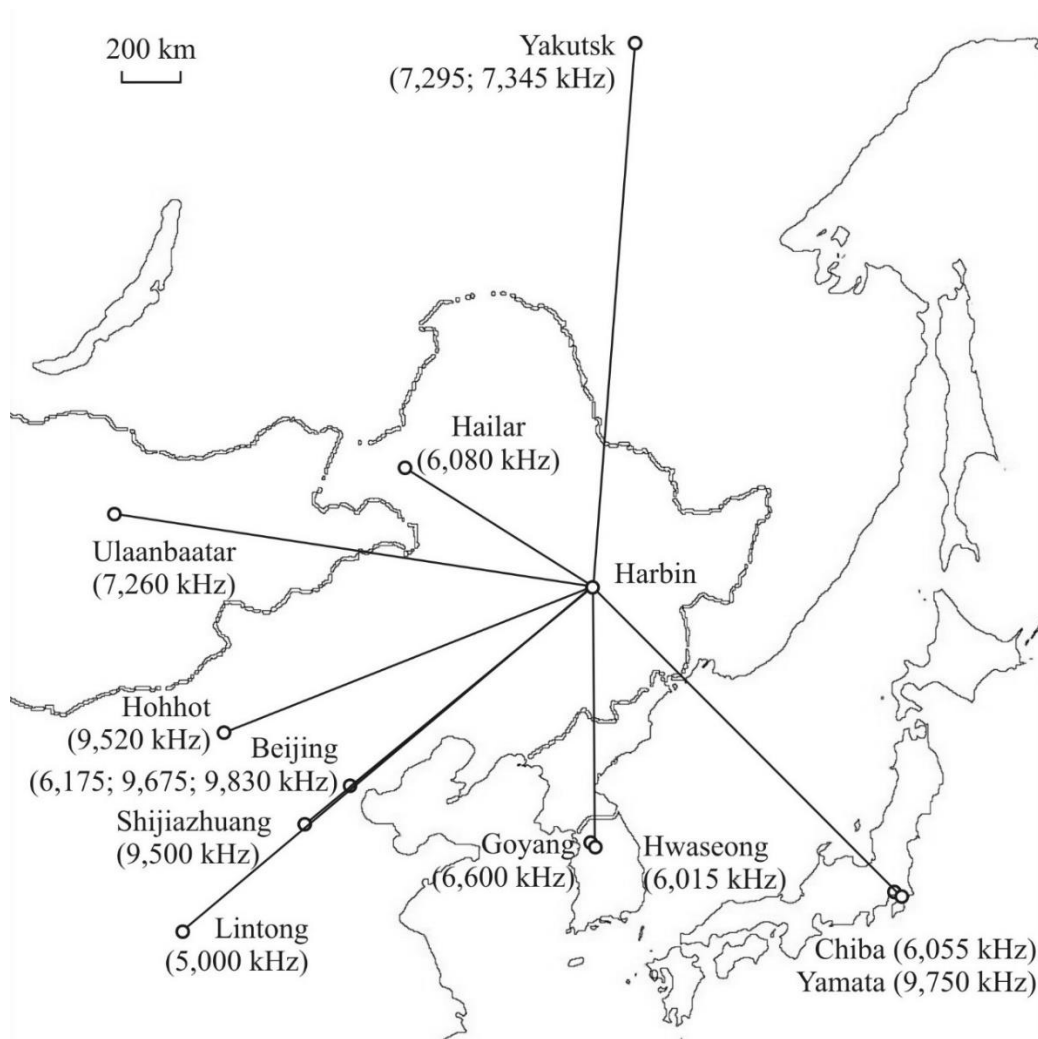 200 km
Yakutsk
(7,295; 7,345 kHz)
Hailar
(6,080 kHz)
Ulaanbaatar
(7,260 kHz)
Harbin
Hohhot
(9,520 kHz)
Beijing
(6,175; 9,675; 9,830 kHz)
Shijiazhuang
(9,500 kHz)
Goyang
(6,600 kHz)
Hwaseong
(6,015 kHz)
Lintong
(5,000 kHz)
Chiba (6,055 kHz)
Yamata (9,750 kHz)